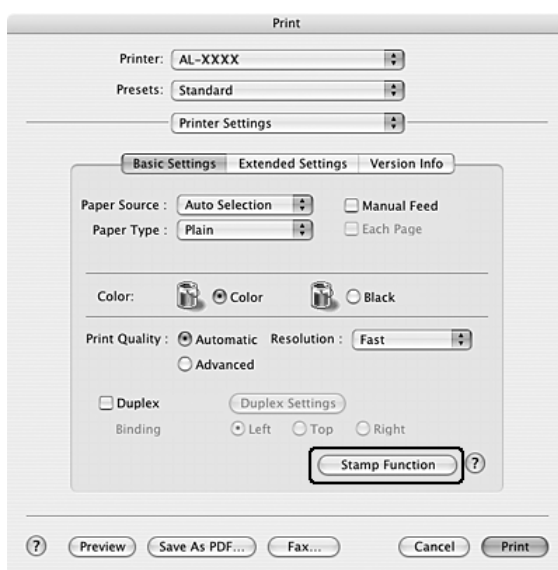 Print
Printer: AL-XXXX
Presets: Standard
Printer Settings
Basic Settings Extended Settings Version Info
Paper Source : Auto Selection Manual Feed
Paper Type : Plain Each Page
Color: Color Black
Print Quality : Automatic Resolution : Fast
Advanced
Duplex Duplex Settings
Binding Left Top Right
Stamp Function ?
? Preview Save As PDF... Fax... Cancel Print